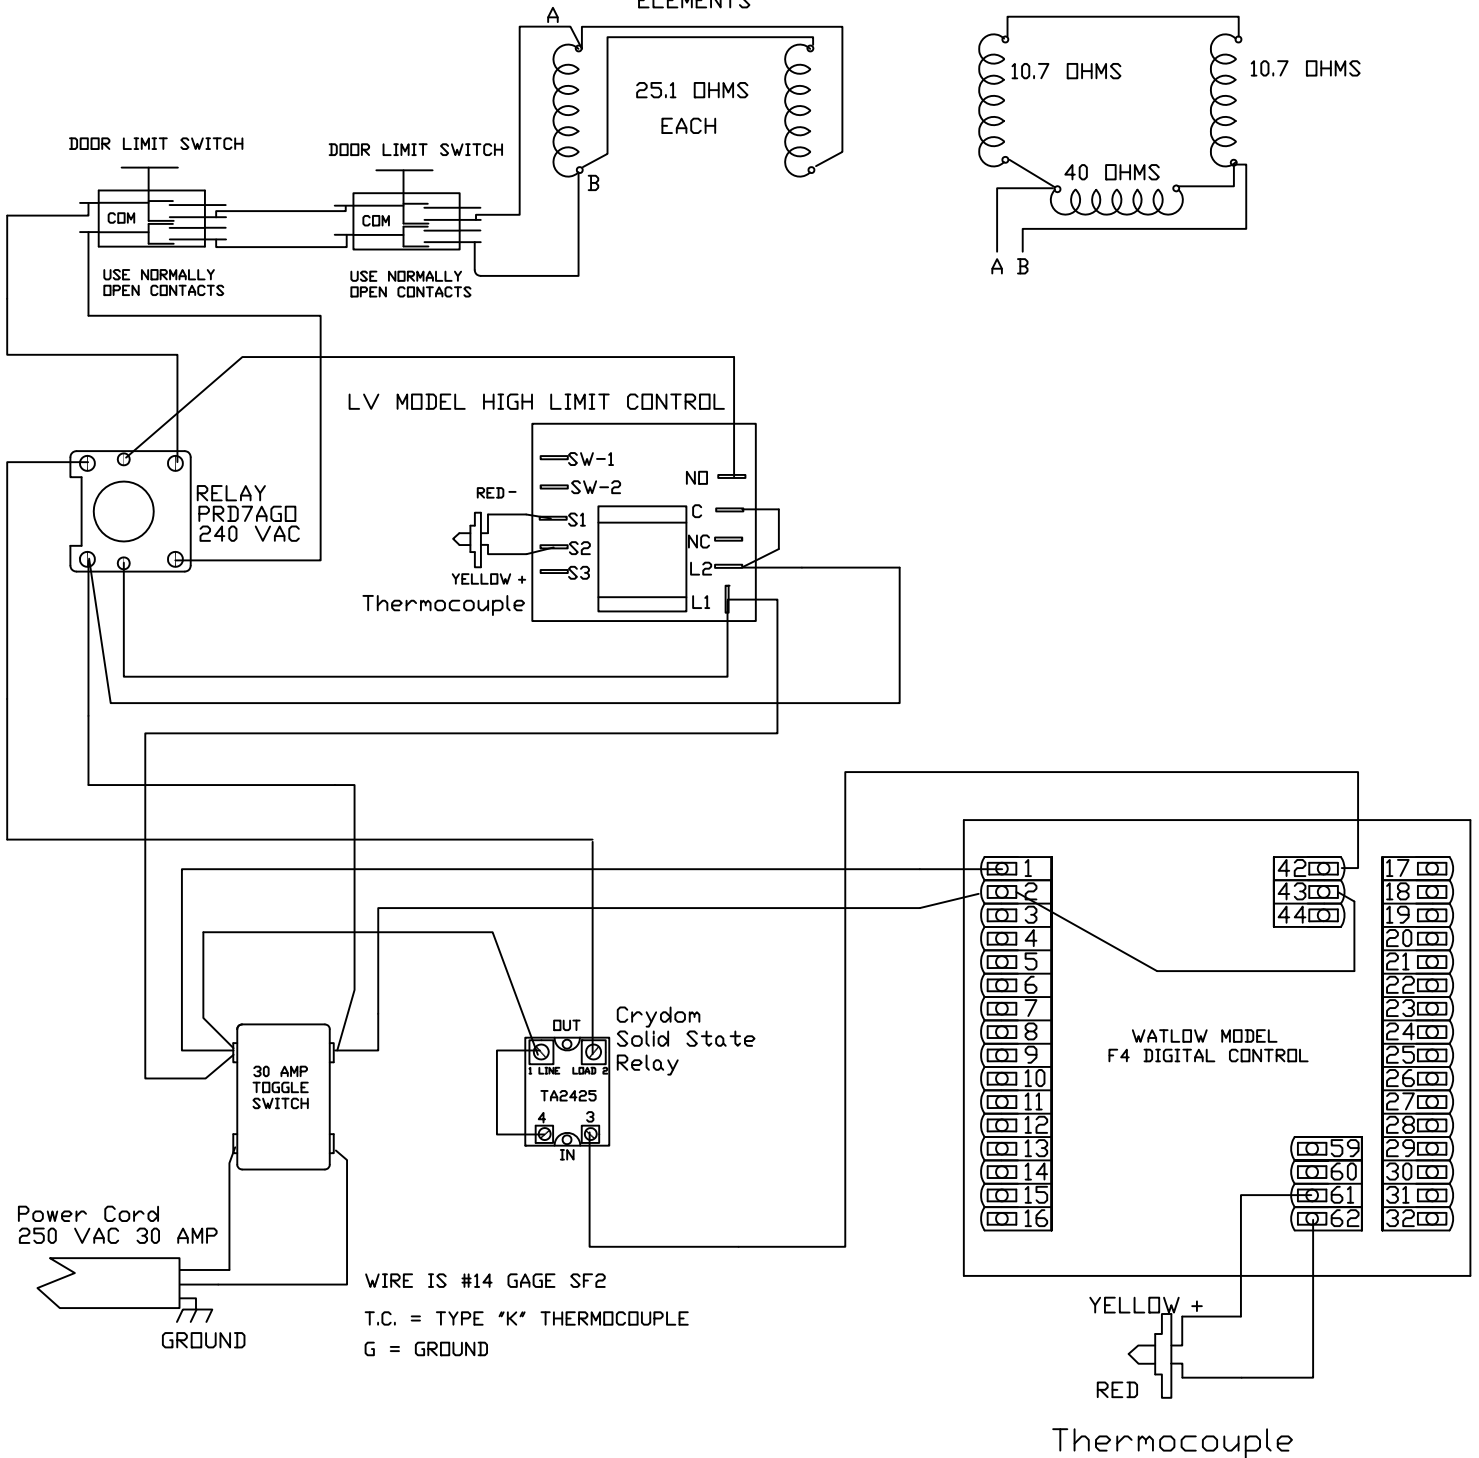 ELEMENTS
A
10.7 OHMS
10.7 OHMS
25.1 OHMS
EACH
DOOR LIMIT SWITCH
DOOR LIMIT SWITCH
B
40 OHMS
COM
COM
A B
USE NORMALLY
OPEN CONTACTS
USE NORMALLY
OPEN CONTACTS
LV MODEL HIGH LIMIT CONTROL
SW-1
SW-2
S1
S2
S3
NO
C
NC
L2
L1
RED-
YELLOW +
Thermocouple
RELAY
PRD7AGO
240 VAC
1
2
3
4
5
6
7
8
9
10
11
12
13
14
15
16
42
43
44
17
18
19
20
21
22
23
24
25
26
27
28
29
30
31
32
59
60
61
62
WATLOW MODEL
F4 DIGITAL CONTROL
Crydom
Solid State
Relay
OUT
1 LINE LOAD 2
TA2425
4 3
IN
30 AMP
TOGGLE
SWITCH
Power Cord
250 VAC 30 AMP
GROUND
WIRE IS #14 GAGE SF2
T.C. = TYPE "K" THERMOCOUPLE
G = GROUND
YELLOW +
RED
Thermocouple